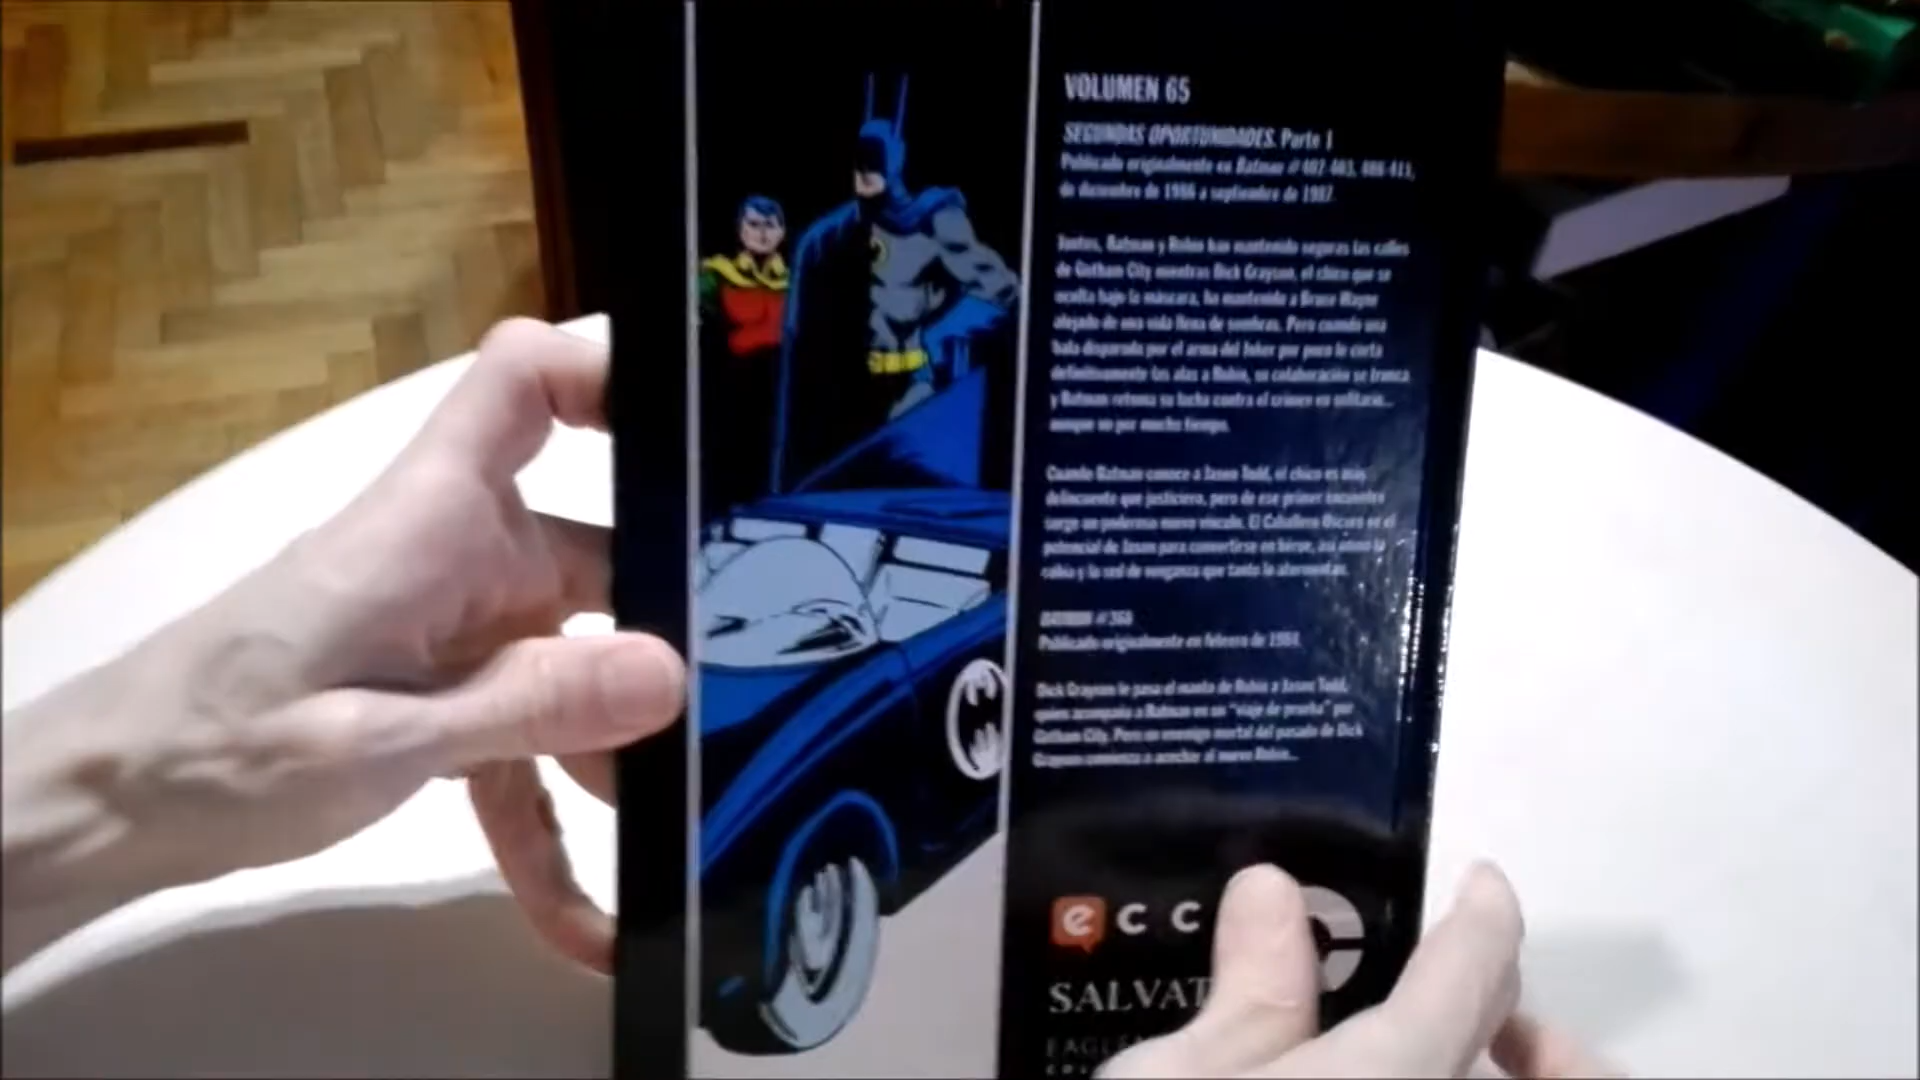 VOLUMEN 65
SEGUNDAS OPORTUNIDADES. Parte 1
Publicado originalmente en Batman #402-403, 408-411,
de diciembre de 1986 a septiembre de 1987.
Juntos, Batman y Robin han mantenido seguras las calles
de Gotham City mientras Dick Grayson, el chico que se
oculta bajo la máscara, ha mantenido a Bruce Wayne
alejado de una vida llena de sombras. Pero cuando una
bala disparada por el arma del Joker por poco le corta
definitivamente las alas a Robin, su colaboración se trunca
y Batman retoma su lucha contra el crimen en solitario...
aunque no por mucho tiempo.
Cuando Batman conoce a Jason Todd, el chico es más
delincuente que justiciero, pero de ese primer encuentro
surge un poderoso nuevo vínculo. El Caballero Oscuro ve el
potencial de Jason para convertirse en héroe, así como la
rabia y la sed de venganza que tanto lo atormentan.
BATMAN #368
Publicado originalmente en febrero de
Dick Grayson le pasa el manto de Robin a Jason Todd,
quien acompaña a Batman en un "viaje de prueba" por
Gotham City. Pero un enemigo mortal del pasado de Dick
Grayson comienza a acechar al nuevo Robin...
e c c
SALVAT
EAGLE